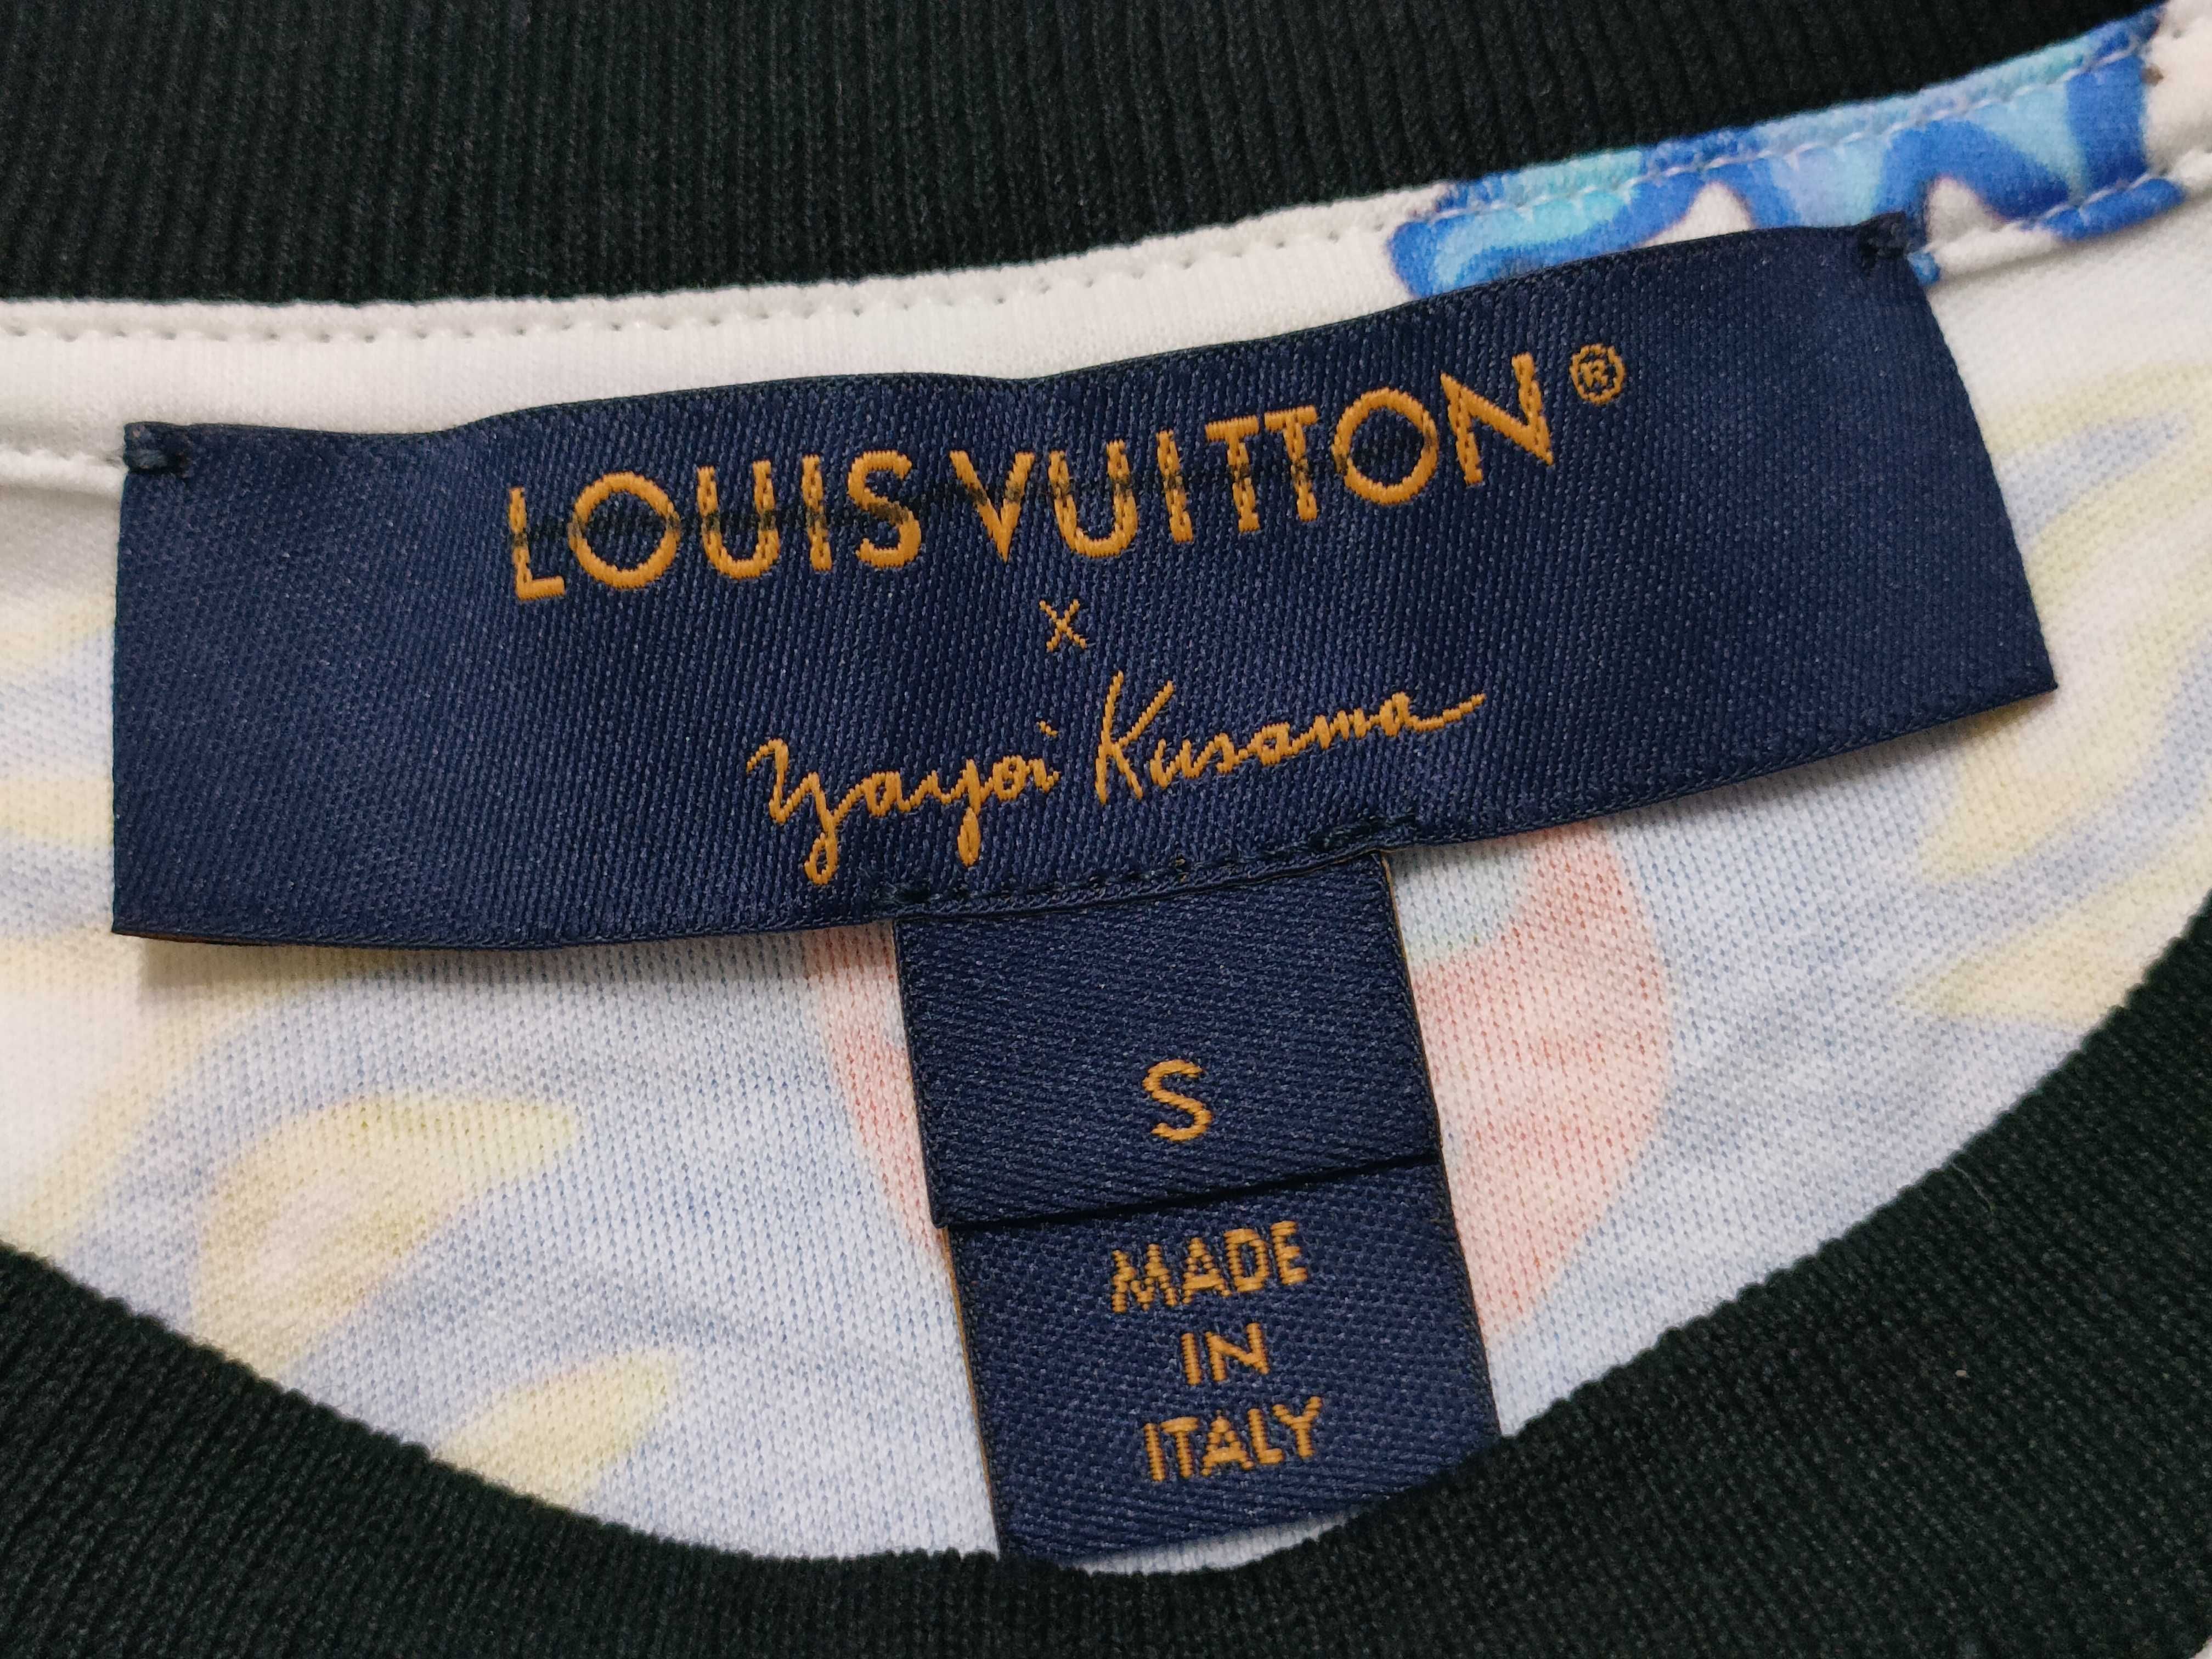 LOUIS VUITTON®
x
Yayoi Kusama
S
MADE
IN
ITALY